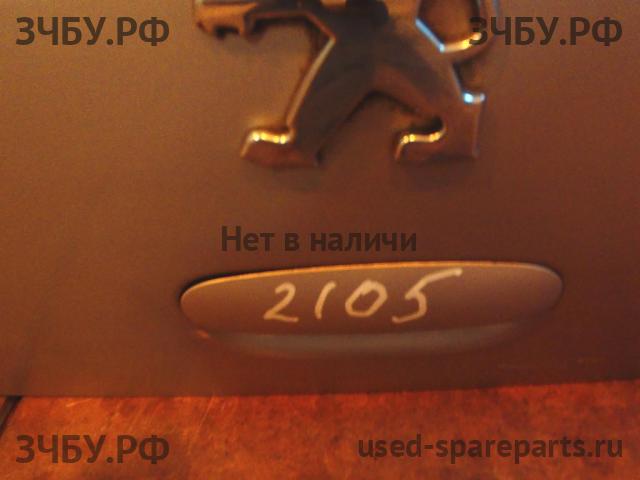 ЗЧБУ.РФ ЗЧБУ.РФ
Нет в наличи
2105
ЗЧБУ.РФ used-spareparts.ru